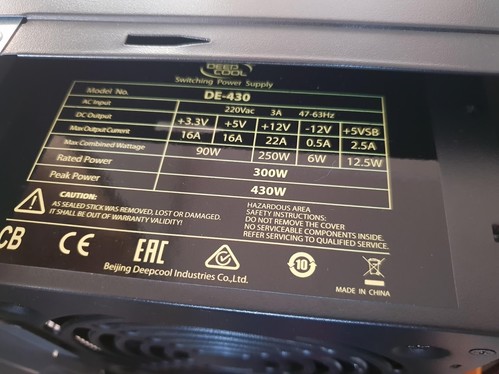 DEEP
COOL
Switching Power Supply
Model No. DE-430
AC Input 220Vac 3A 47-63Hz
DC Output +3.3V +5V +12V -12V +5VSB
Max Output Current 16A 16A 22A 0.5A 2.5A
Max Combined Wattage 90W 250W 6W 12.5W
Rated Power 300W
Peak Power 430W
CAUTION:
AS SEALED STICK WAS REMOVED, LOST OR DAMAGED.
IT SHALL BE OUT OF WARRANTY VALIDITY!
HAZARDOUS AREA
SAFETY INSTRUCTIONS:
DO NOT REMOVE THE COVER
NO SERVICEABLE COMPONENTS INSIDE.
REFER SERVICING TO QUALIFIED SERVICE.
CB CE EAC 10
Beijing Deepcool Industries Co.,Ltd.
MADE IN CHINA